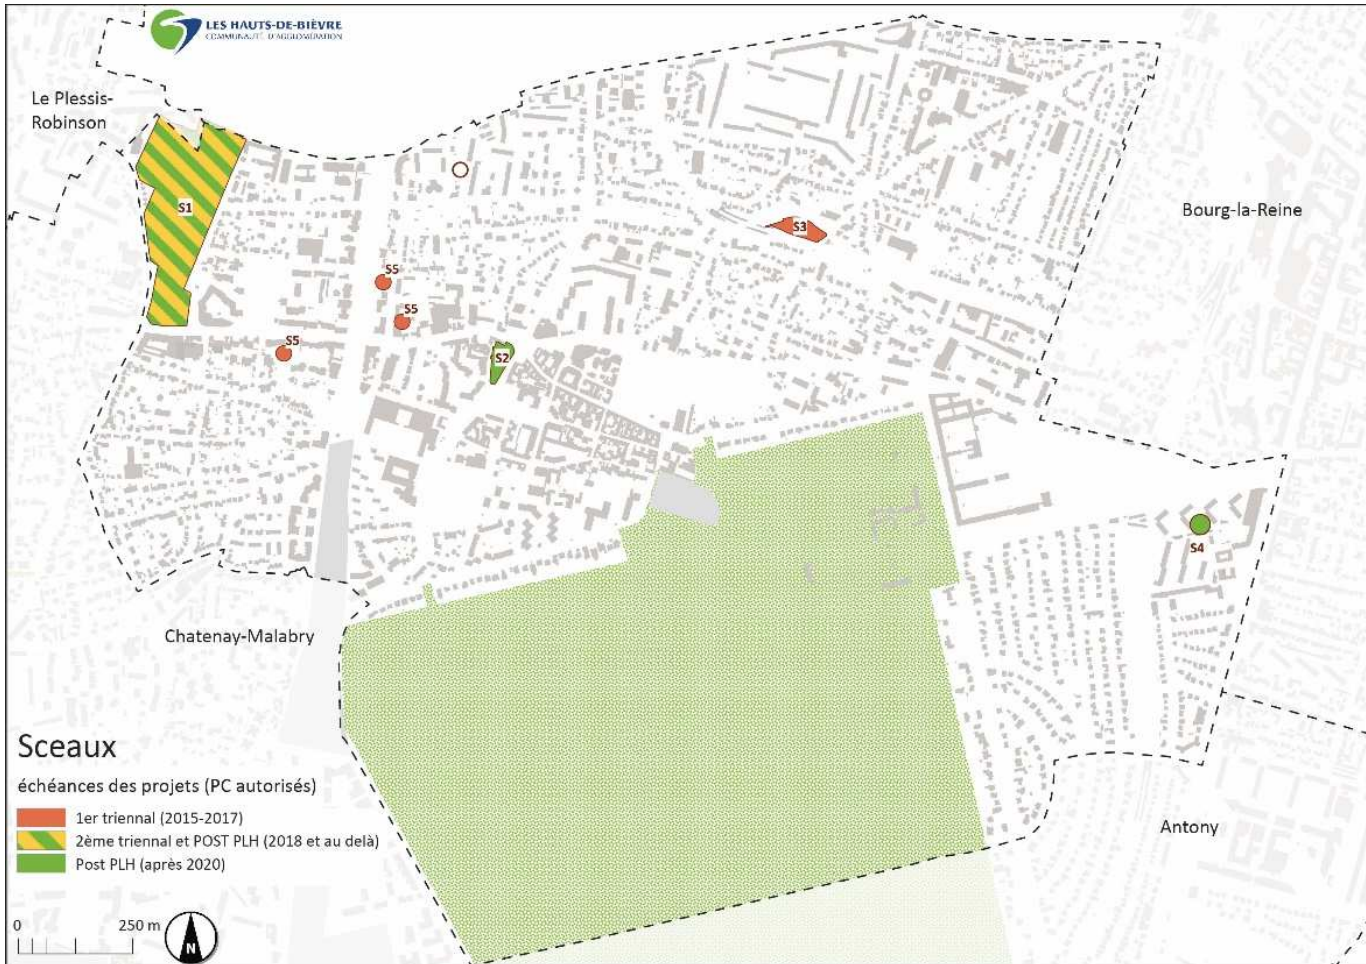 LES HAUTS-DE-BIÈVRE
COMMUNAUTÉ D'AGGLOMÉRATION
Le Plessis-
Robinson
S1
Bourg-la-Reine
S3
S5
S5
S5
S2
S4
Chatenay-Malabry
Sceaux
échéances des projets (PC autorisés)
1er triennal (2015-2017)
2ème triennal et POST PLH (2018 et au delà)
Post PLH (après 2020)
Antony
0 250 m
N